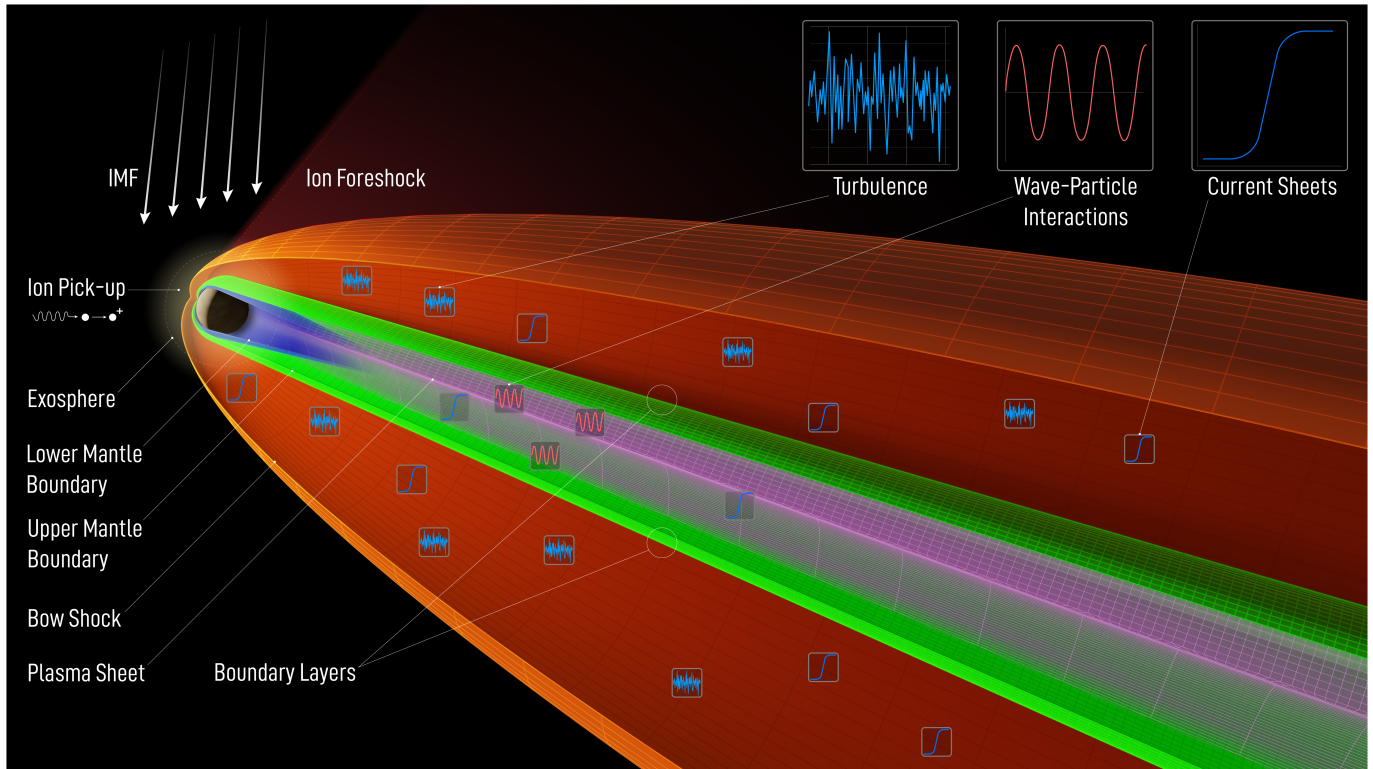 Turbulence
Wave-Particle
Interactions
Current Sheets
IMF
Ion Foreshock
Ion Pick-up
+
Exosphere
Lower Mantle
Boundary
Upper Mantle
Boundary
Bow Shock
Plasma Sheet
Boundary Layers